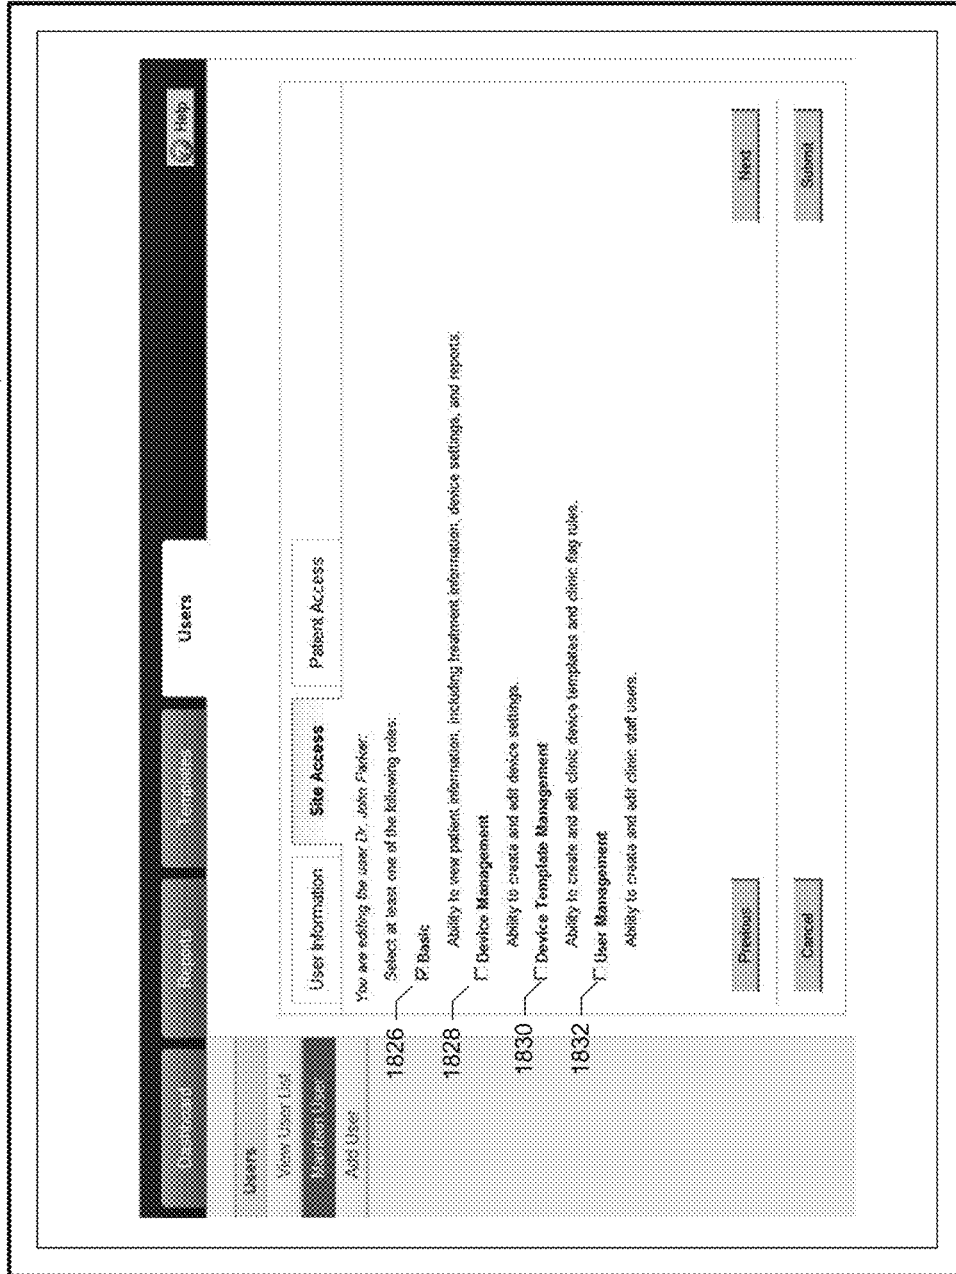 Users
Help
Users
View User List
Add User
User Information
Site Access
Patient Access
You are editing the user Dr. John Parker:
Select at least one of the following roles:
1826
Basic
Ability to view patient information, including treatment information, device settings, and reports.
1828
Device Management
Ability to create and edit device settings.
1830
Device Template Management
Ability to create and edit clinic device templates and clinic flag rules.
1832
User Management
Ability to create and edit clinic staff users.
Previous
Next
Cancel
Submit